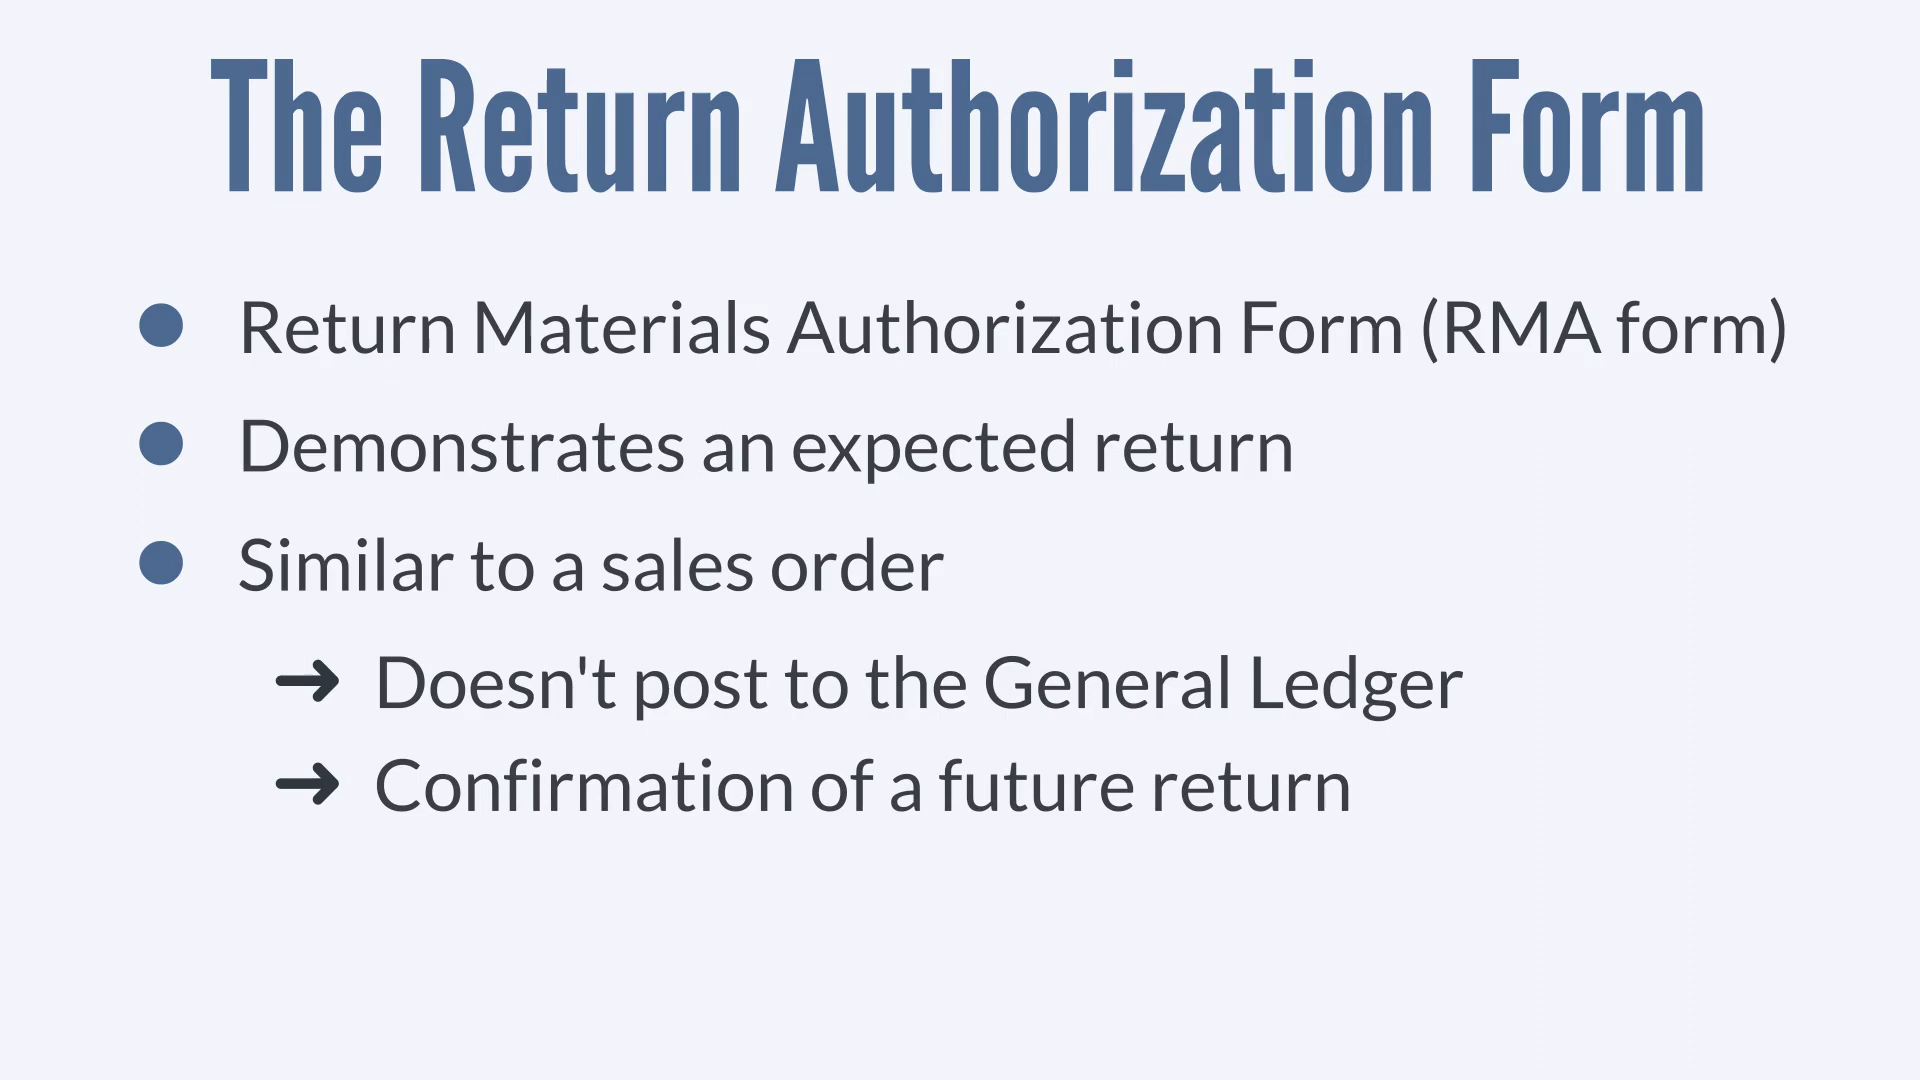 The Return Authorization Form
● Return Materials Authorization Form (RMA form)
● Demonstrates an expected return
● Similar to a sales order
➜ Doesn't post to the General Ledger
➜ Confirmation of a future return